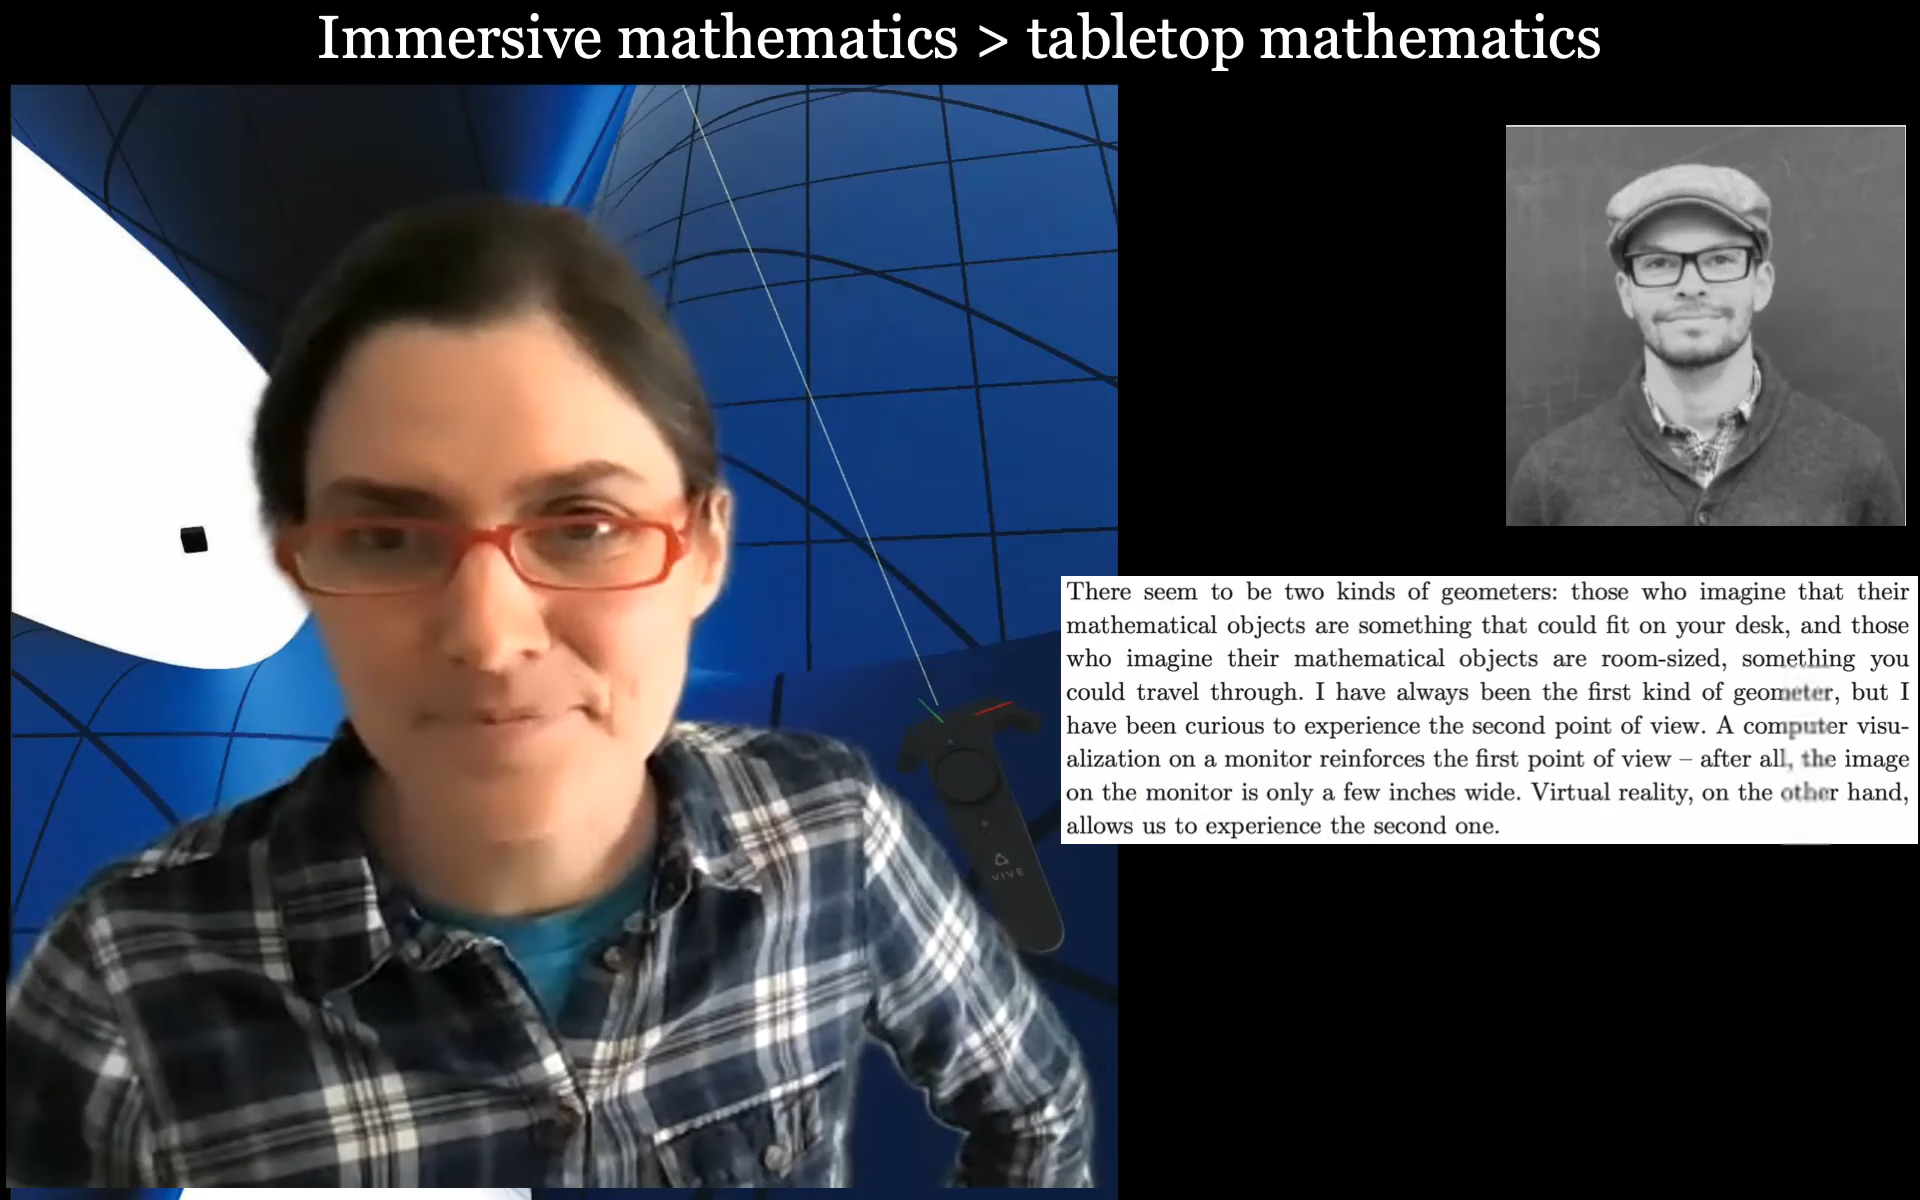 Immersive mathematics > tabletop mathematics
There seem to be two kinds of geometers: those who imagine that their
mathematical objects are something that could fit on your desk, and those
who imagine their mathematical objects are room-sized, something you
could travel through. I have always been the first kind of geometer, but I
have been curious to experience the second point of view. A computer visu-
alization on a monitor reinforces the first point of view – after all, the image
on the monitor is only a few inches wide. Virtual reality, on the other hand,
allows us to experience the second one.
VIVE